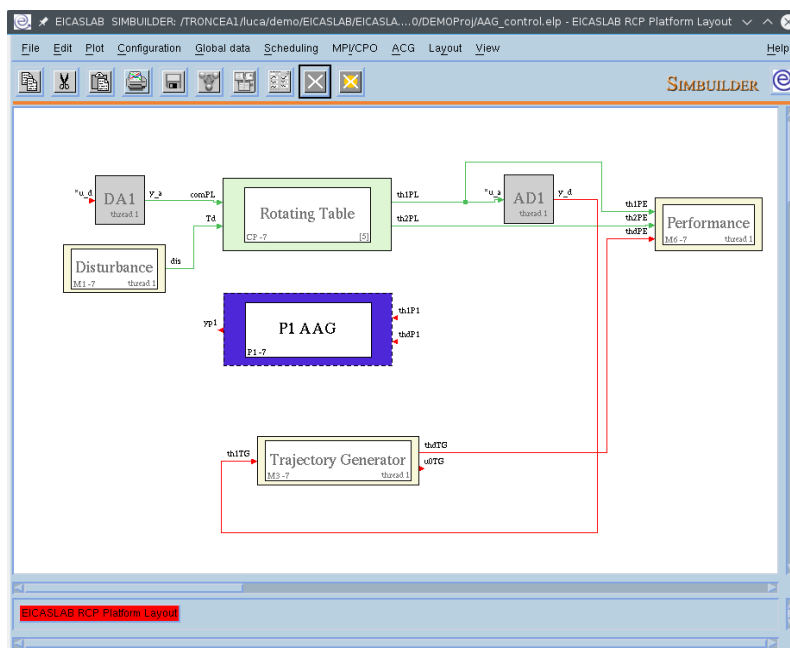 EICASLAB SIMBUILDER: /TRONCEA1/luca/demo/EICASLAB/EICASLA....0/DEMOProj/AAG_control.elp - EICASLAB RCP Platform Layout
File Edit Plot Configuration Global data Scheduling MPI/CPO ACG Layout View Help
SIMBUILDER
"u_d DA1 y_a
thread 1
comPL
Td
Rotating Table
CP -7 [5]
th1PL
th2PL
"u_a AD1 y_d
thread 1
th1PE
th2PE
thdPE
Performance
M6 -7 thread 1
Disturbance
M1 -7 thread 1
dis
yp1
P1 AAG
P1 -7
th1P1
thdP1
th1TG
Trajectory Generator
M3 -7 thread 1
thdTG
u0TG
EICASLAB RCP Platform Layout